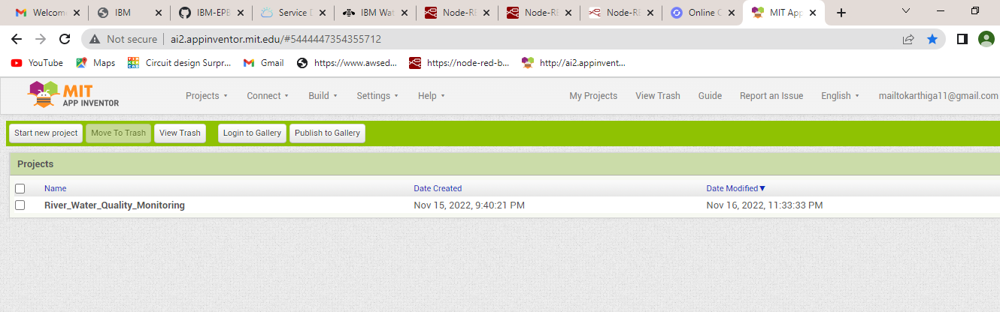 Welcome IBM IBM-EPB Service D IBM Wat Node-RE Node-RE Node-RE Online C MIT App
Not secure ai2.appinventor.mit.edu/#5444447354355712
YouTube Maps Circuit design Surpr... Gmail https://www.awsed... https://node-red-b... http://ai2.appinvent...
MIT APP INVENTOR Projects Connect Build Settings Help My Projects View Trash Guide Report an Issue English mailtokarthiga11@gmail.com
Start new project Move To Trash View Trash Login to Gallery Publish to Gallery
Projects
Name Date Created Date Modified
River_Water_Quality_Monitoring Nov 15, 2022, 9:40:21 PM Nov 16, 2022, 11:33:33 PM